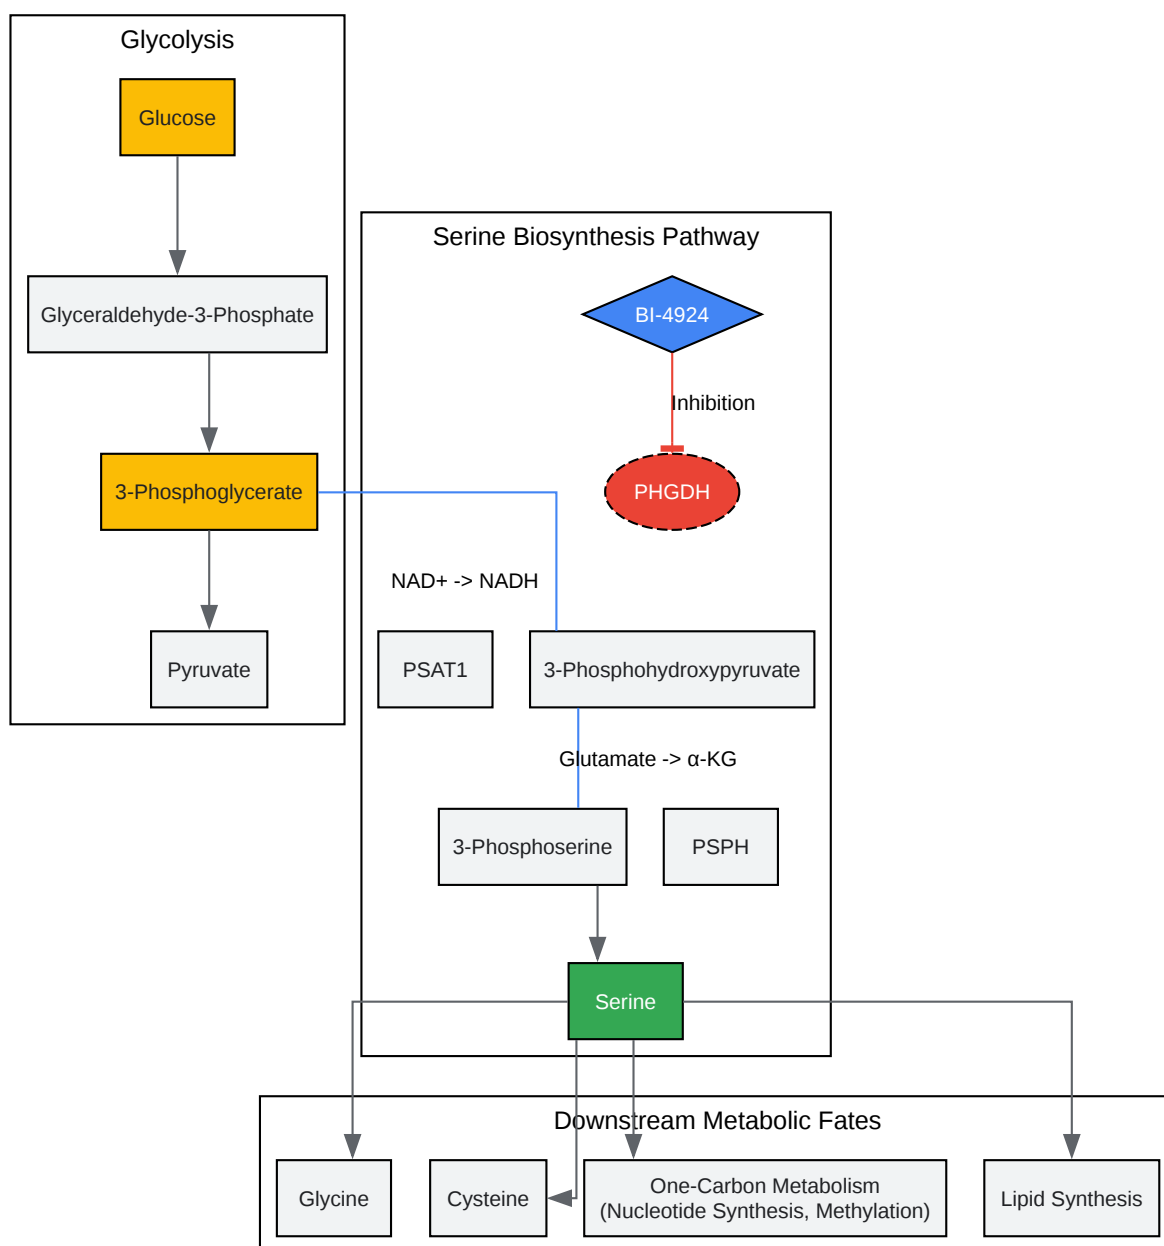 Glycolysis
Glucose
Glyceraldehyde-3-Phosphate
3-Phosphoglycerate
Pyruvate
Serine Biosynthesis Pathway
BI-4924
Inhibition
PHGDH
NAD+ -> NADH
PSAT1
3-Phosphohydroxypyruvate
Glutamate -> α-KG
3-Phosphoserine
PSPH
Serine
Downstream Metabolic Fates
Glycine
Cysteine
One-Carbon Metabolism
(Nucleotide Synthesis, Methylation)
Lipid Synthesis